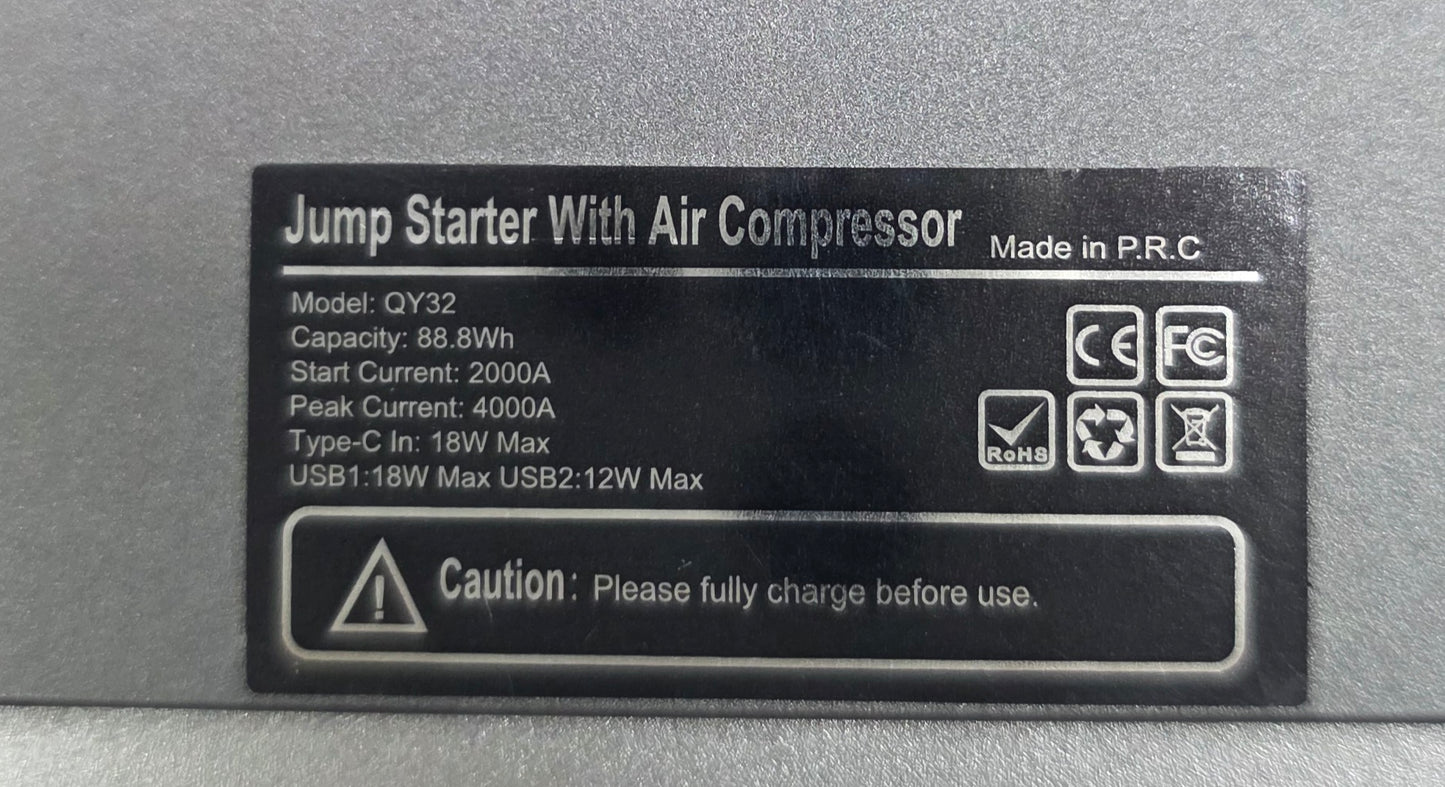 Jump Starter With Air Compressor Made in P.R.C
Model: QY32
Capacity: 88.8Wh
Start Current: 2000A
Peak Current: 4000A
Type-C In: 18W Max
USB1:18W Max USB2:12W Max
CE FC
RoHS
Caution: Please fully charge before use.